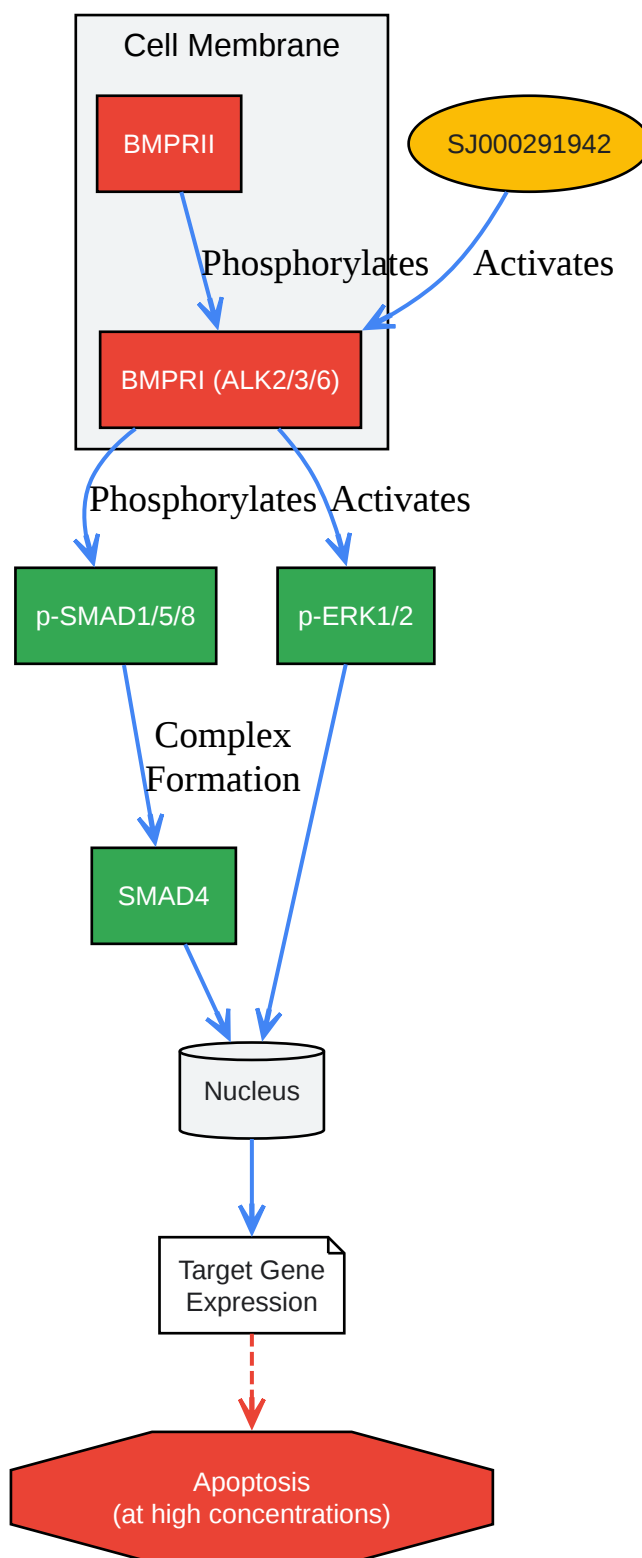 Cell Membrane
BMPRII
SJ000291942
Phosphorylates
Activates
BMPRI (ALK2/3/6)
Phosphorylates
Activates
p-SMAD1/5/8
p-ERK1/2
Complex
Formation
SMAD4
Nucleus
Target Gene
Expression
Apoptosis
(at high concentrations)